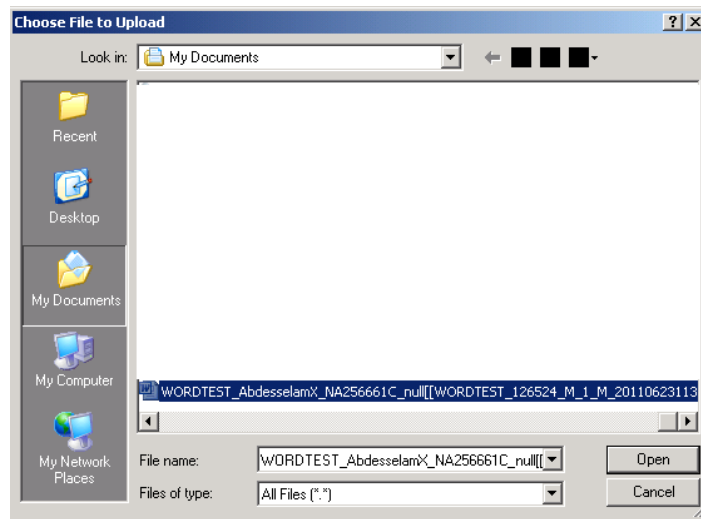 Choose File to Upload
Look in: My Documents
Recent
Desktop
My Documents
My Computer
My Network Places
WORDTEST_AbdesselamX_NA256661C_null[[WORDTEST_126524_M_1_M_20110623113
File name: WORDTEST_AbdesselamX_NA256661C_null[[ Open
Files of type: All Files (*.*) Cancel